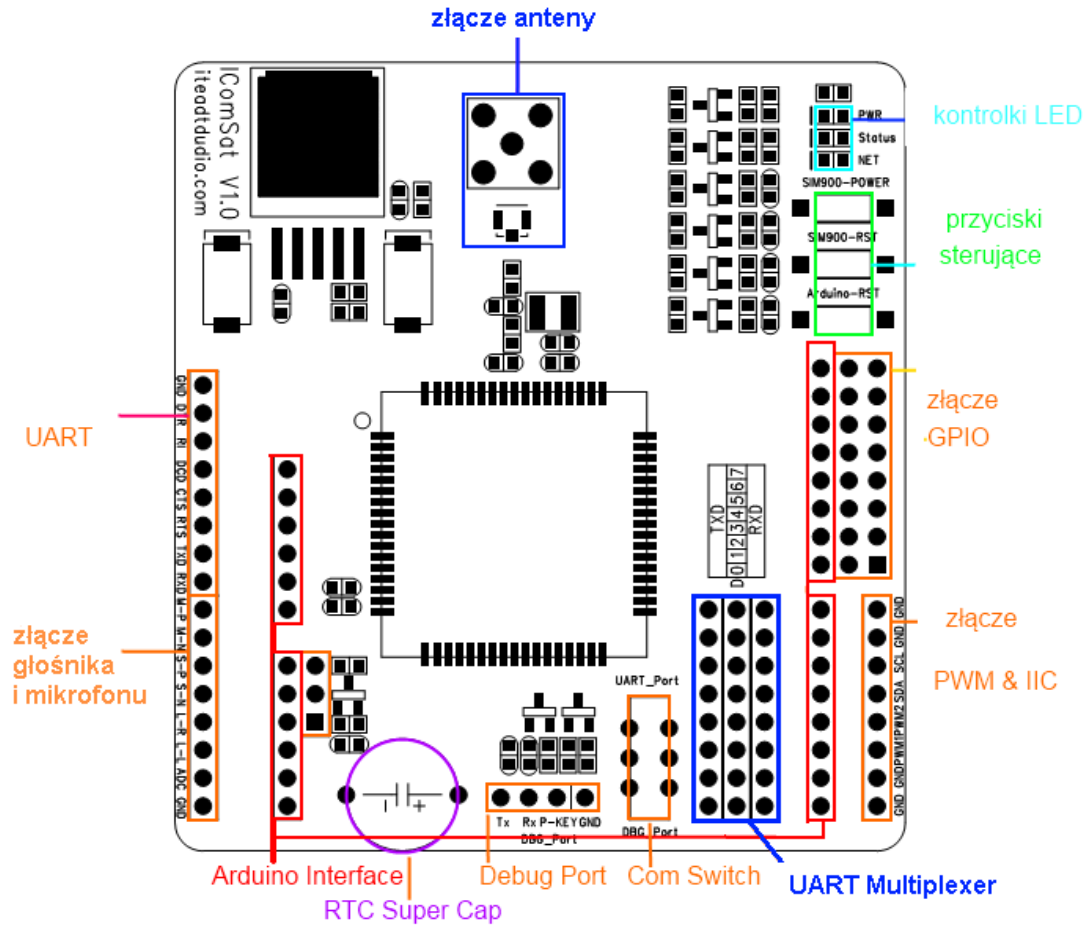 złącze anteny
IComSat V1.0
iteadtdudio.com
PWR
Status
NET
kontrolki LED
SIM900-POWER
SIM900-RST
Arduino-RST
przyciski
sterujące
złącze
GPIO
UART
GND
RI
DCD
CTS
RTS
TXD
RXD
M-P
M-N
S-P
S-N
L-R
L-L
ADC
GND
złącze
głośnika
i mikrofonu
TXD
D 0 1 2 3 4 5 6 7
RXD
GND
GND
SCL
SDA
PWM2
PWM1
GND
GND
złącze
PWM & IIC
UART_Port
DBG_Port
Tx Rx P-KEY GND
DBG_Port
Arduino Interface
RTC Super Cap
Debug Port
Com Switch
UART Multiplexer